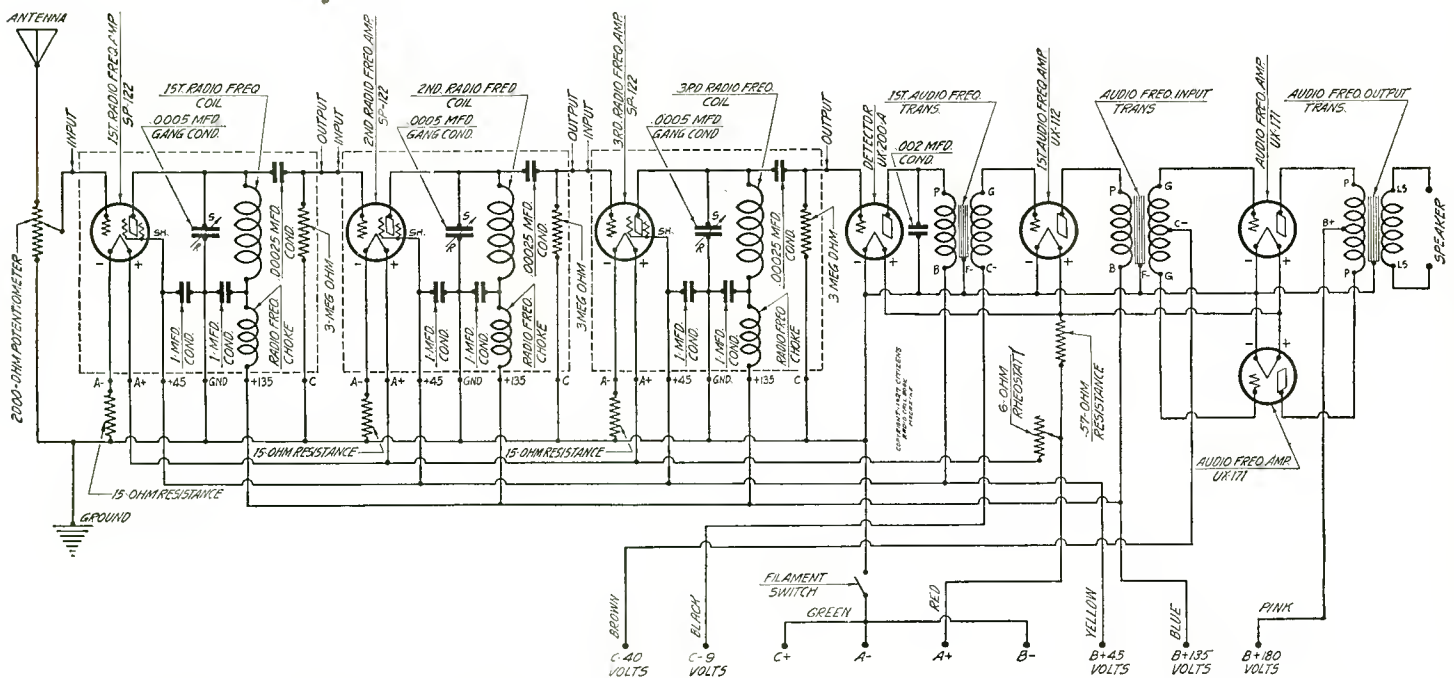 ANTENNA
INPUT
1ST. RADIO FREQ. AMP
SP-122
1ST. RADIO FREQ
COIL
.0005 MFD
GANG COND.
OUTPUT
INPUT
2ND RADIO FREQ AMP
SP-122
2ND. RADIO FRED
COIL
.0005 MFD
GANG COND.
OUTPUT
INPUT
3RD. RADIO FREQ AMP
SP-122
3RD RADIO FREQ
COIL
.0005 MFD
GANG COND.
OUTPUT
DETECTOR
UX-200-A
.002 MFD.
COND.
1ST. AUDIO FREQ.
TRANS.
1ST AUDIO FREQ AMP
UX-112
AUDIO FREQ. INPUT
TRANS
AUDIO FREQ. AMP.
UX-171
AUDIO FREQ. OUTPUT
TRANS.
2000-OHM POTENTIOMETER
S
R
SH.
- +
.00025 MFD.
COND.
3-MEG OHM
1-MFD.
COND.
1-MFD.
COND.
RADIO FREQ.
CHOKE
S
R
SH.
- +
.00025 MFD.
COND.
3 MEG OHM
1-MFD.
COND.
1-MFD.
COND.
RADIO FREQ.
CHOKE
S
R
SH.
- +
.00025 MFD.
COND.
3 MEG OHM
1-MFD.
COND.
1-MFD.
COND.
RADIO FREQ.
CHOKE
- +
P G
B F- C-
- +
P G
C-
B F- G
- +
P LS
B+
P LS
SPEAKER
A- A+ +45 GND +135 C
A- A+ +45 GND. +135 C
A- A+ +45 GND. +135 C
15-OHM RESISTANCE
15-OHM RESISTANCE
15-OHM RESISTANCE
6-OHM
RHEOSTAT
.57-OHM
RESISTANCE
- +
AUDIO FREQ. AMP.
UX-171
GROUND
FILAMENT
SWITCH
BROWN
BLACK
GREEN
RED
YELLOW
BLUE
PINK
C-40
VOLTS
C-9
VOLTS
C+
A-
A+
B-
B+45
VOLTS
B+135
VOLTS
B+180
VOLTS